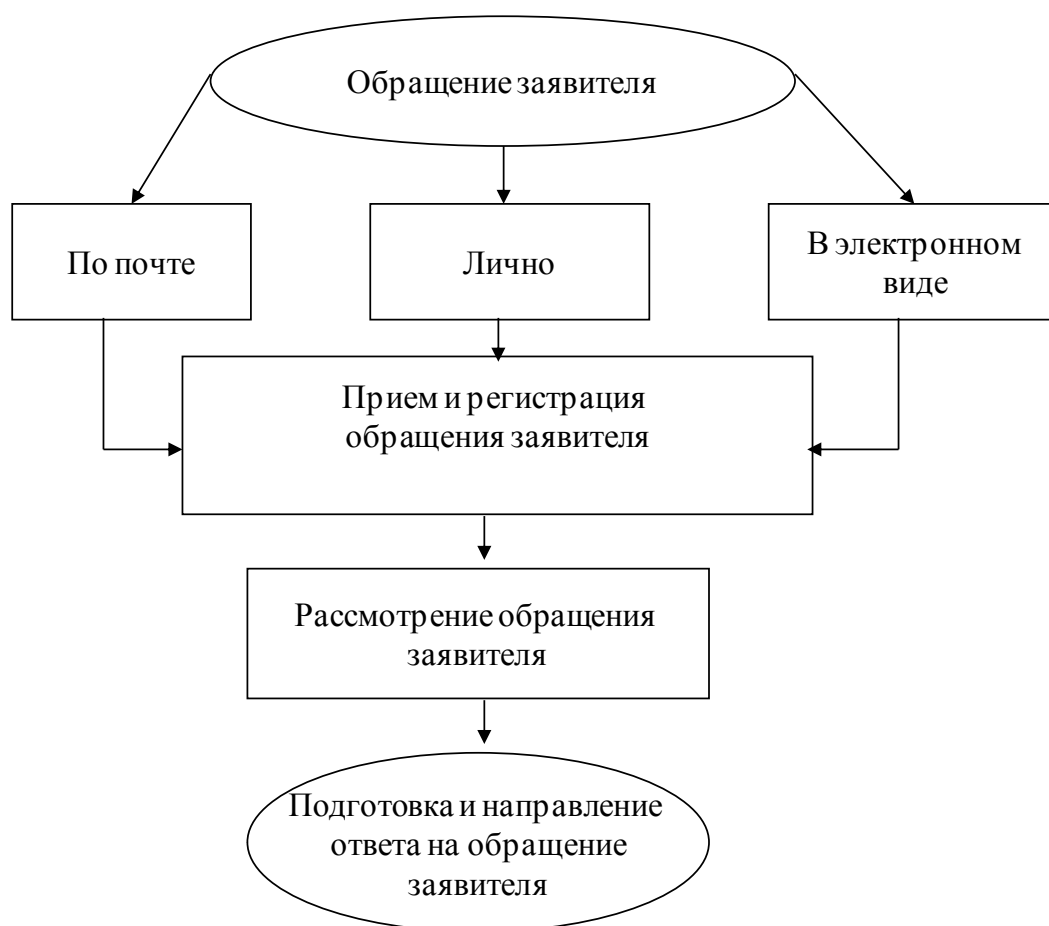 Обращение заявителя
По почте
Лично
В электронном
виде
Прием и регистрация
обращения заявителя
Рассмотрение обращения
заявителя
Подготовка и направление
ответа на обращение
заявителя